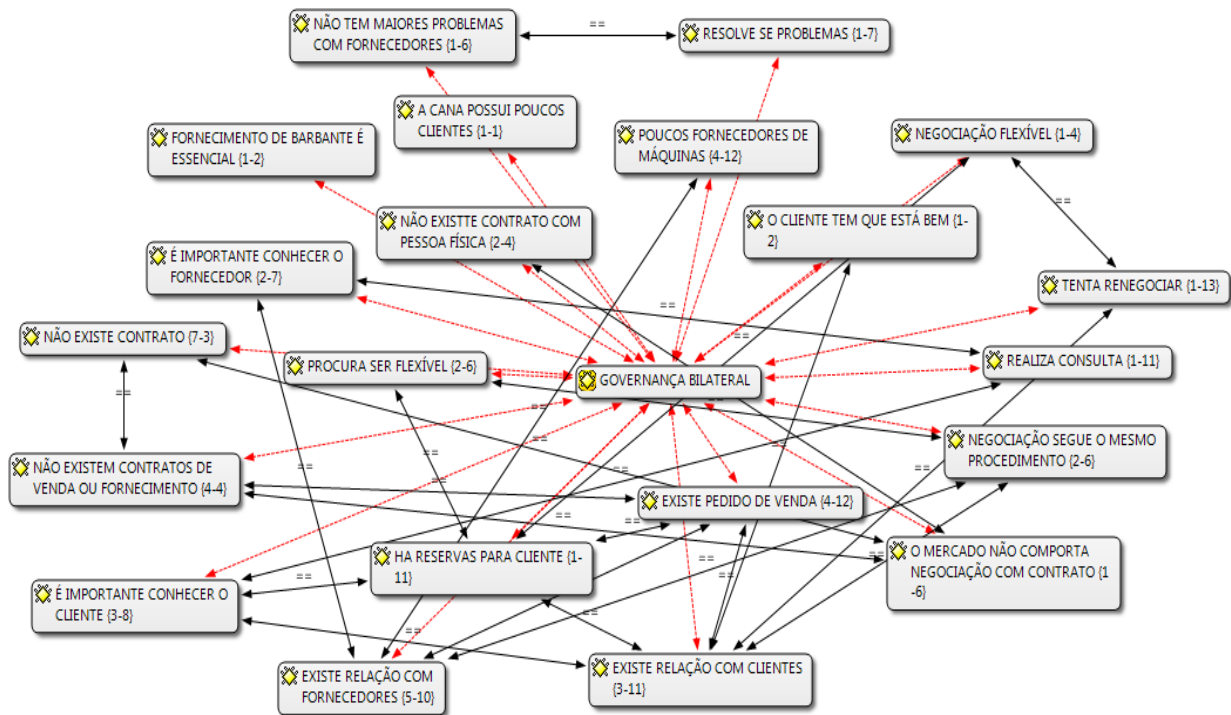 NÃO TEM MAIORES PROBLEMAS
COM FORNECEDORES {1-6}
==
RESOLVE SE PROBLEMAS {1-7}
A CANA POSSUI POUCOS
CLIENTES {1-1}
FORNECIMENTO DE BARBANTE É
ESSENCIAL {1-2}
POUCOS FORNECEDORES DE
MÁQUINAS {4-12}
NEGOCIAÇÃO FLEXÍVEL {1-4}
==
NÃO EXISTTE CONTRATO COM
PESSOA FÍSICA {2-4}
O CLIENTE TEM QUE ESTÁ BEM {1-
2}
É IMPORTANTE CONHECER O
FORNECEDOR {2-7}
TENTA RENEGOCIAR {1-13}
==
==
NÃO EXISTE CONTRATO {7-3}
PROCURA SER FLEXÍVEL {2-6}
REALIZA CONSULTA {1-11}
GOVERNANÇA BILATERAL
==
==
==
==
NEGOCIAÇÃO SEGUE O MESMO
PROCEDIMENTO {2-6}
NÃO EXISTEM CONTRATOS DE
VENDA OU FORNECIMENTO {4-4}
==
==
==
EXISTE PEDIDO DE VENDA {4-12}
==
==
==
HA RESERVAS PARA CLIENTE {1-
11}
O MERCADO NÃO COMPORTA
NEGOCIAÇÃO COM CONTRATO {1
-6}
==
==
==
==
É IMPORTANTE CONHECER O
CLIENTE {3-8}
==
==
EXISTE RELAÇÃO COM
FORNECEDORES {5-10}
EXISTE RELAÇÃO COM CLIENTES
{3-11}